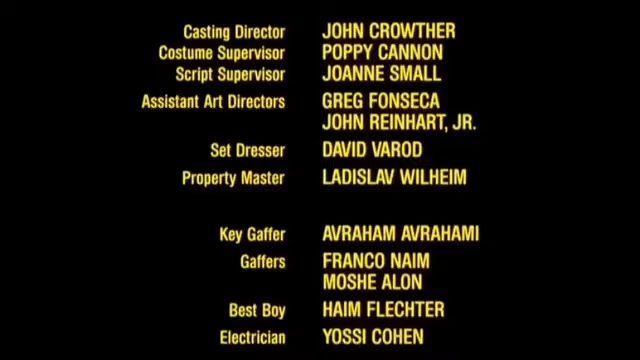 Casting Director JOHN CROWTHER
Costume Supervisor POPPY CANNON
Script Supervisor JOANNE SMALL
Assistant Art Directors GREG FONSECA
JOHN REINHART, JR.
Set Dresser DAVID VAROD
Property Master LADISLAV WILHEIM
Key Gaffer AVRAHAM AVRAHAMI
Gaffers FRANCO NAIM
MOSHE ALON
Best Boy HAIM FLECHTER
Electrician YOSSI COHEN